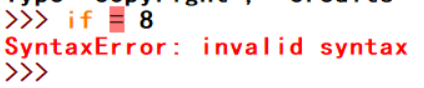 >>> if = 8
SyntaxError: invalid syntax
>>>